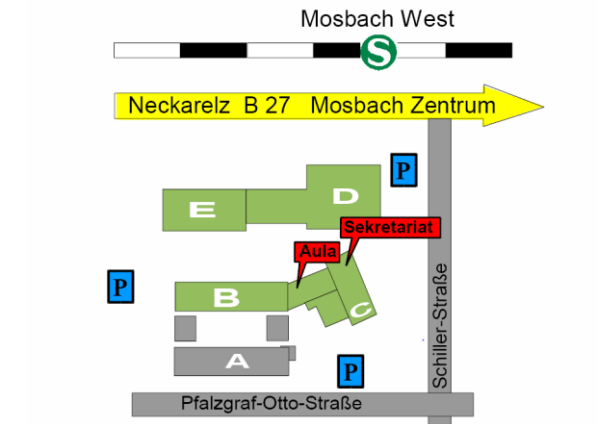 Mosbach West
S
Neckarelz B 27 Mosbach Zentrum
P
D
E
Sekretariat
Aula
P
B
C
Schiller-Straße
A
P
Pfalzgraf-Otto-Straße